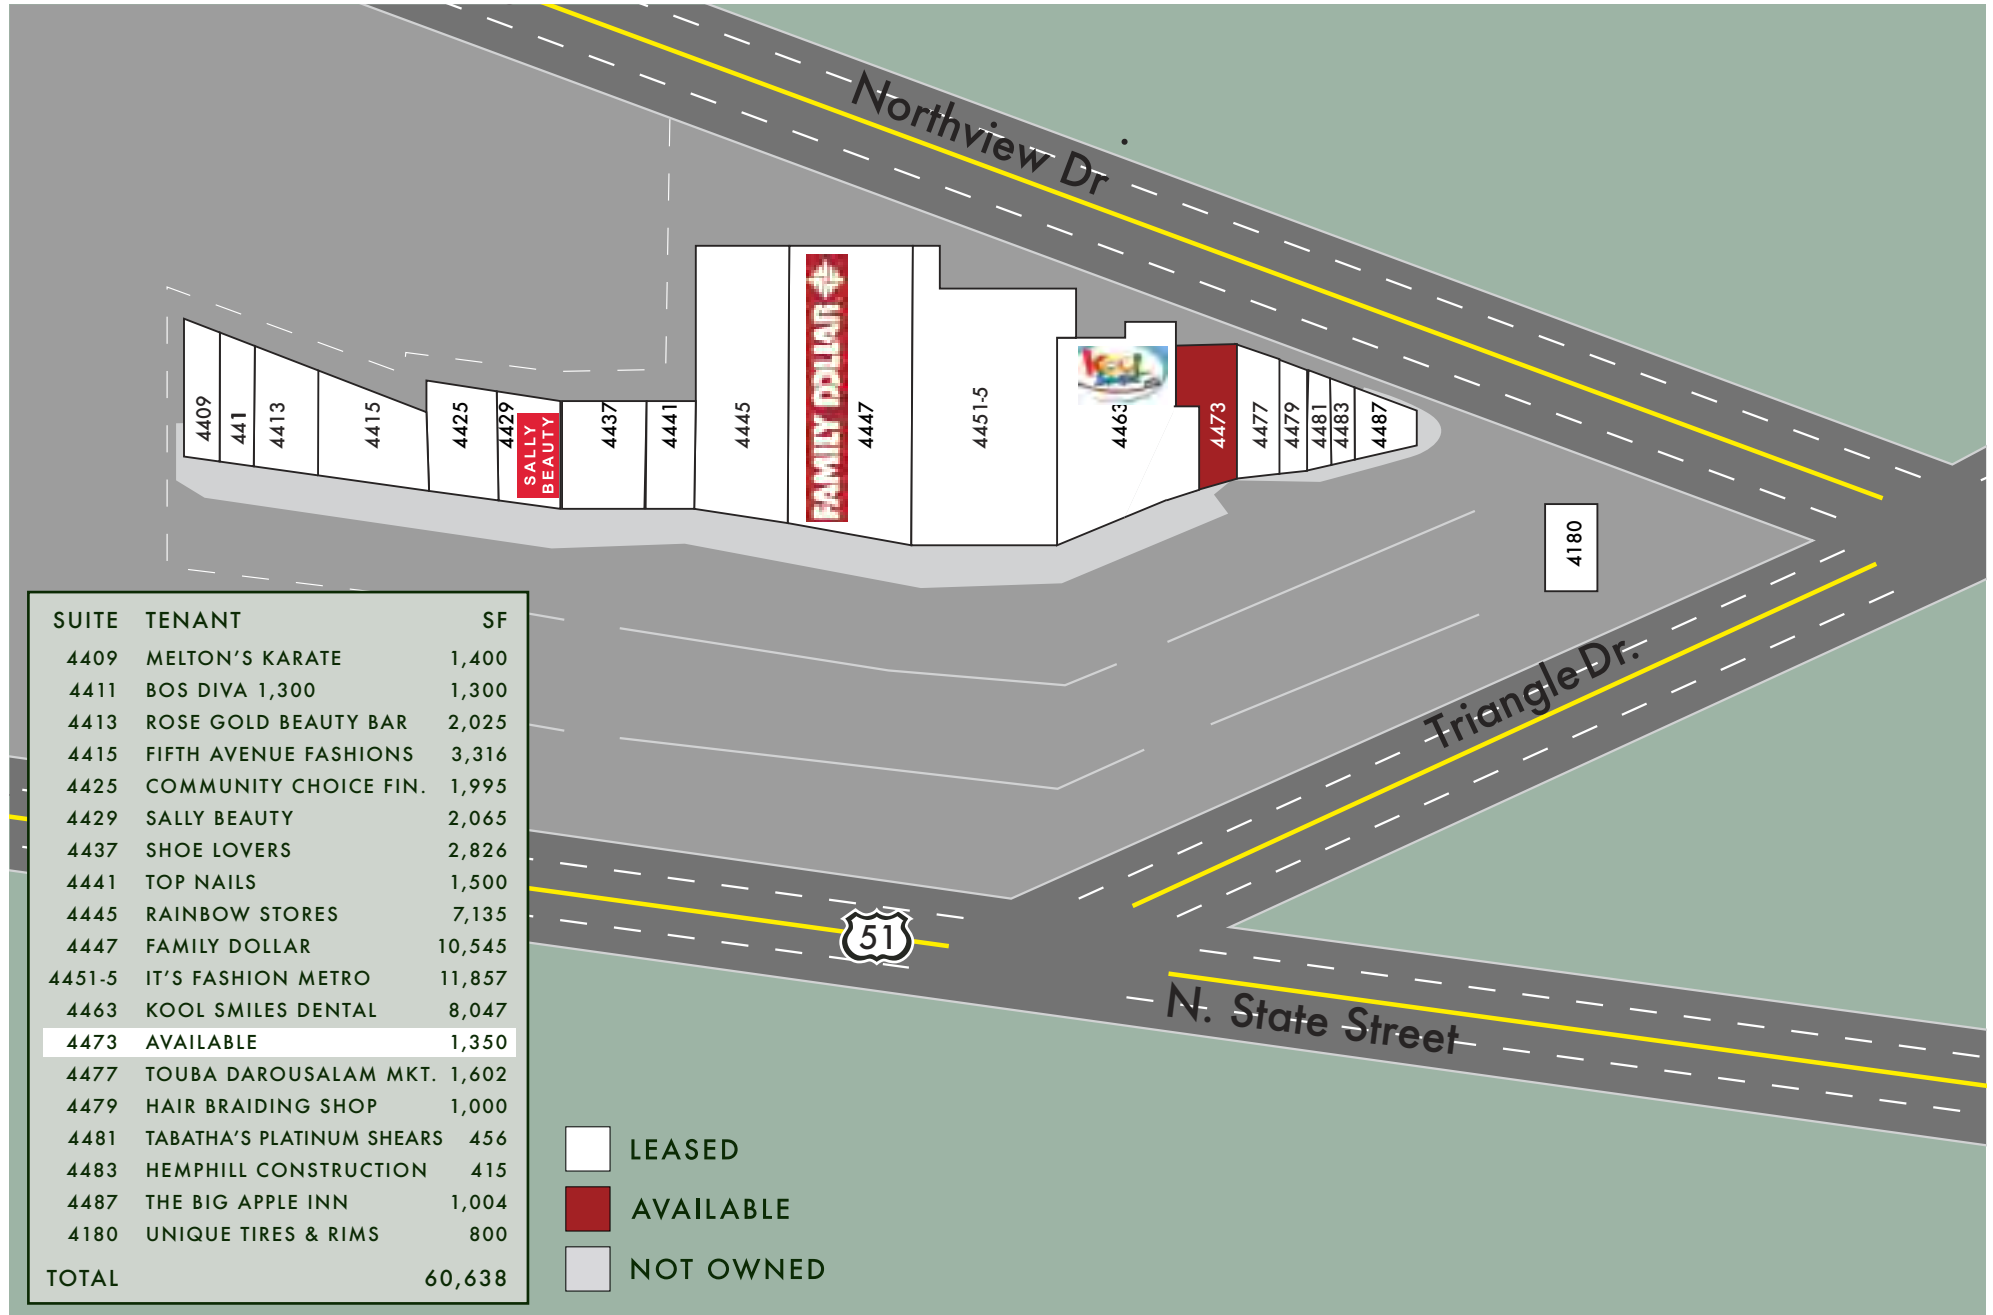 Northview Dr
4409
441
4413
4415
4425
4429
SALLY
BEAUTY
4437
4441
4445
FAMILY DOLLAR
4447
4451-5
Kool
4463
4473
4477
4479
4481
4483
4487
4180
Triangle Dr.
51
N. State Street
SUITE TENANT SF
4409 MELTON'S KARATE 1,400
4411 BOS DIVA 1,300 1,300
4413 ROSE GOLD BEAUTY BAR 2,025
4415 FIFTH AVENUE FASHIONS 3,316
4425 COMMUNITY CHOICE FIN. 1,995
4429 SALLY BEAUTY 2,065
4437 SHOE LOVERS 2,826
4441 TOP NAILS 1,500
4445 RAINBOW STORES 7,135
4447 FAMILY DOLLAR 10,545
4451-5 IT'S FASHION METRO 11,857
4463 KOOL SMILES DENTAL 8,047
4473 AVAILABLE 1,350
4477 TOUBA DAROUSALAM MKT. 1,602
4479 HAIR BRAIDING SHOP 1,000
4481 TABATHA'S PLATINUM SHEARS 456
4483 HEMPHILL CONSTRUCTION 415
4487 THE BIG APPLE INN 1,004
4180 UNIQUE TIRES & RIMS 800
TOTAL 60,638
LEASED
AVAILABLE
NOT OWNED